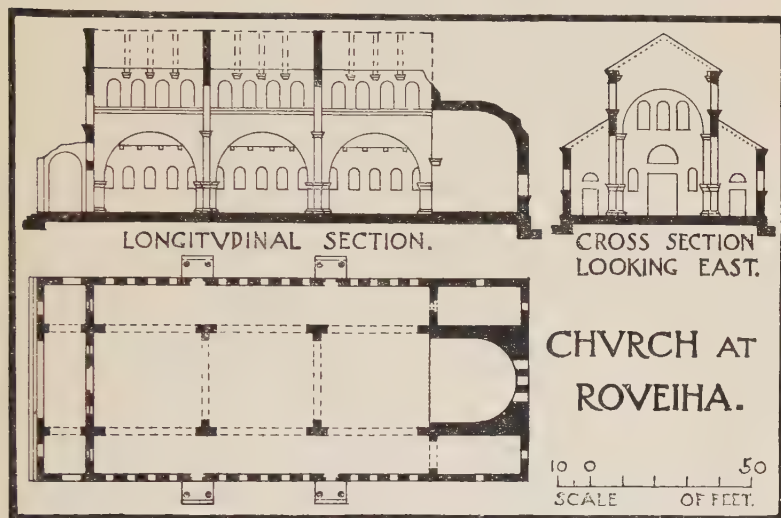 LONGITVDINAL SECTION.
CROSS SECTION
LOOKING EAST.
CHVRCH AT
ROVEIHA.
10 0 50
SCALE OF FEET.